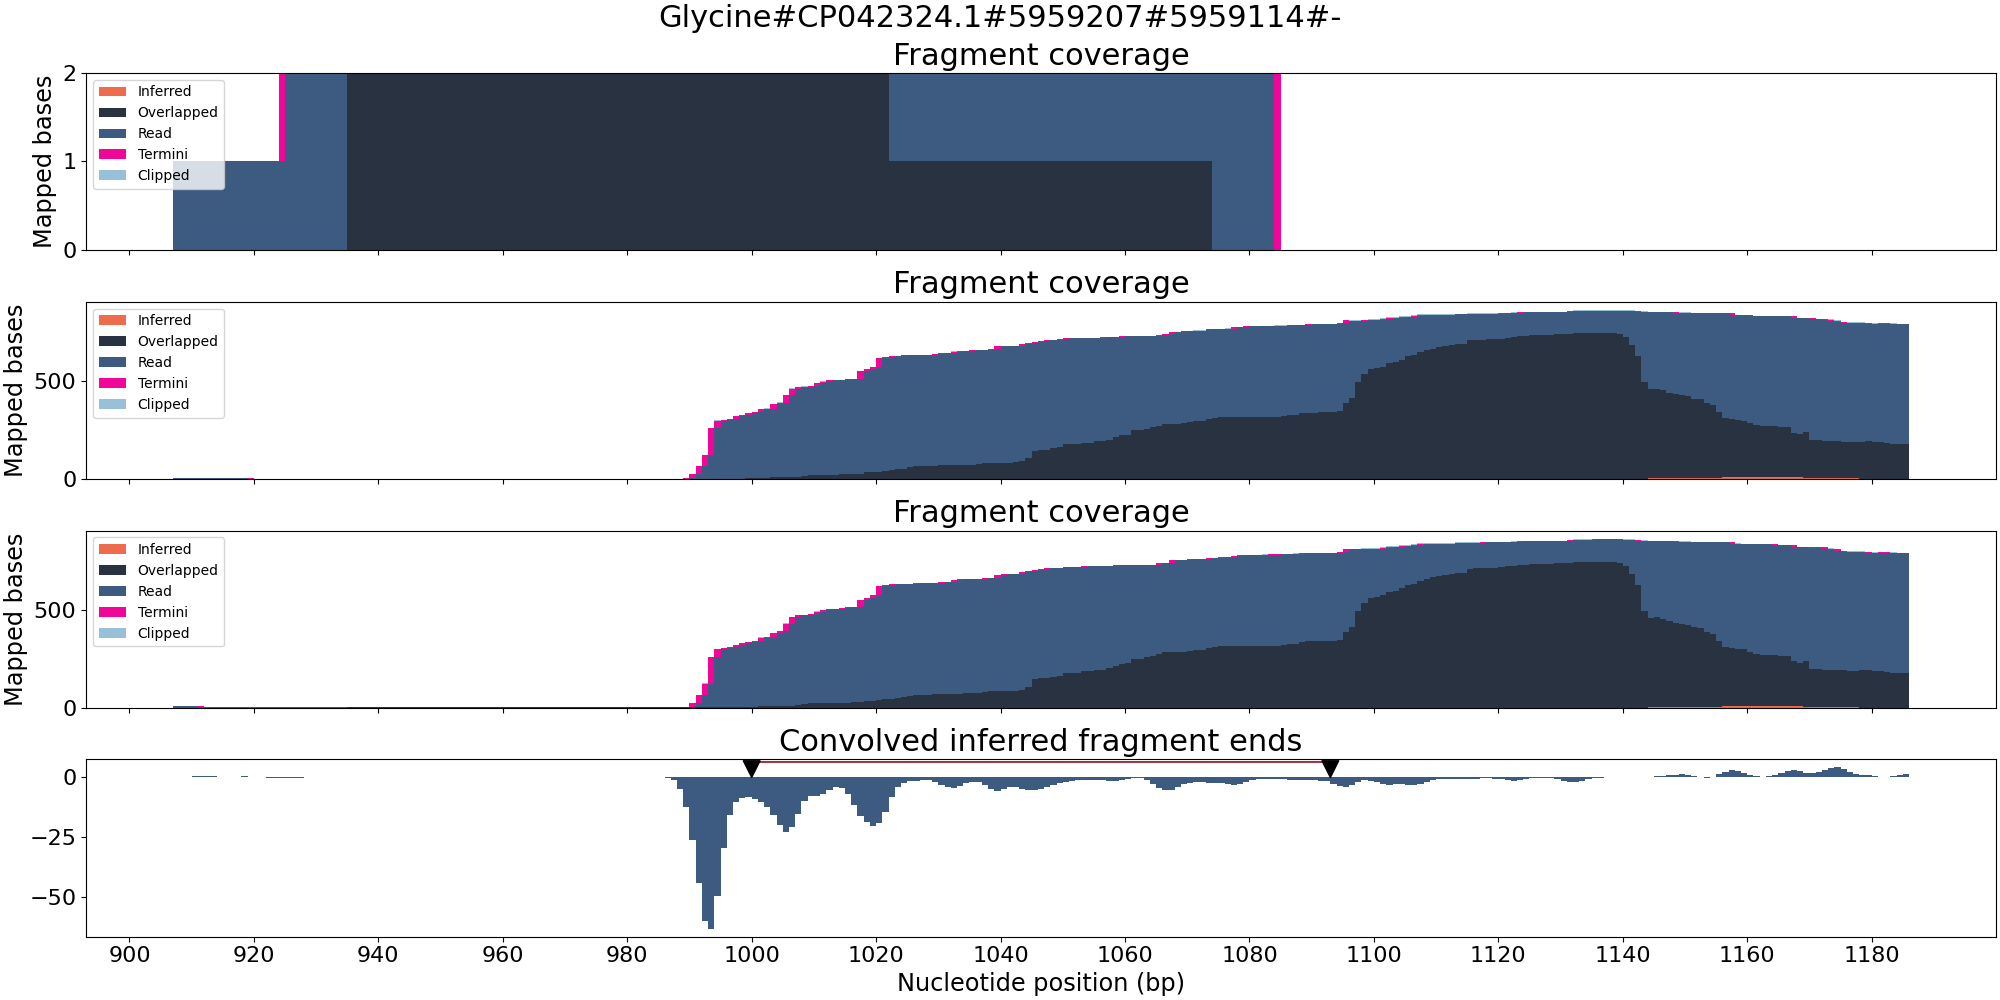 Glycine#CP042324.1#5959207#5959114#-
Fragment coverage
Mapped bases
2
1
0
Inferred
Overlapped
Read
Termini
Clipped
Fragment coverage
Mapped bases
500
0
Inferred
Overlapped
Read
Termini
Clipped
Fragment coverage
Mapped bases
500
0
Inferred
Overlapped
Read
Termini
Clipped
Convolved inferred fragment ends
0
−25
−50
900 920 940 960 980 1000 1020 1040 1060 1080 1100 1120 1140 1160 1180
Nucleotide position (bp)